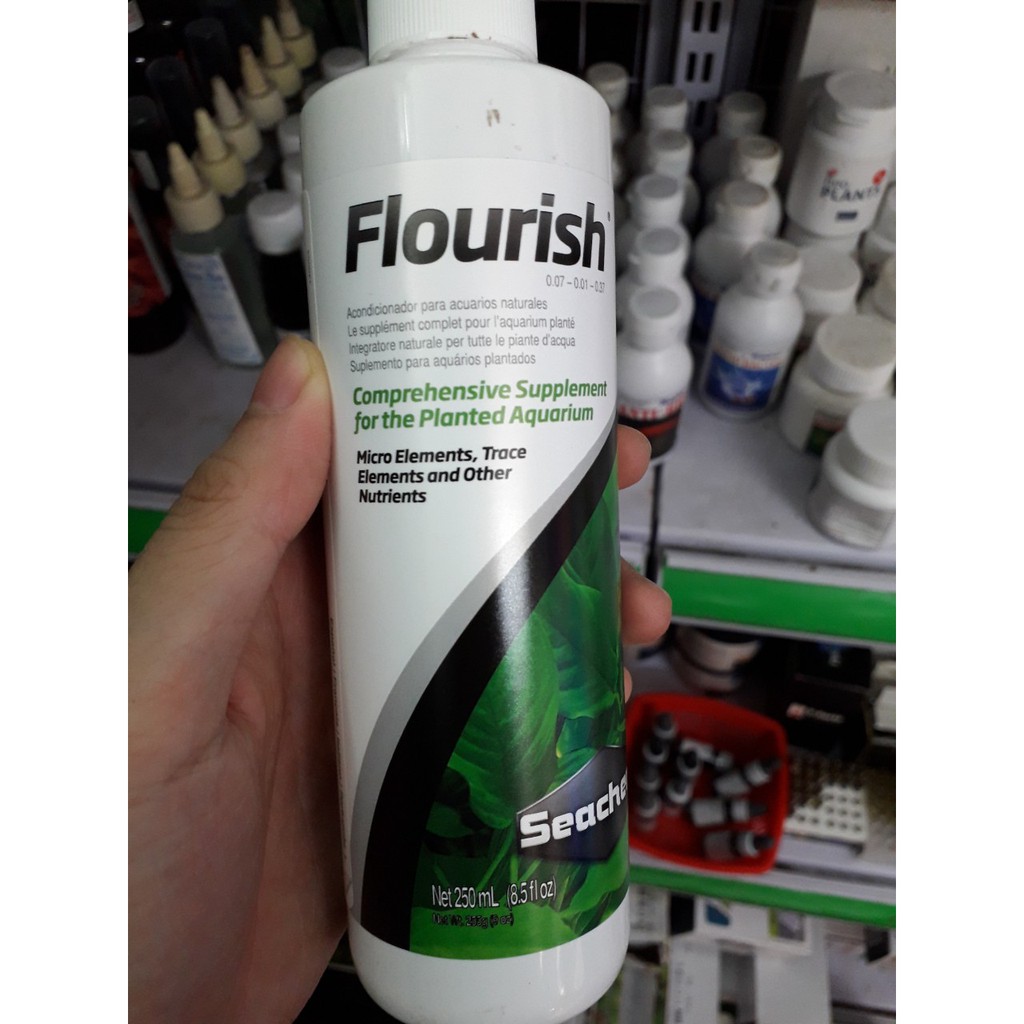 Flourish
0.07 – 0.01 – 0.37
Acondicionador para acuarios naturales
Le supplément complet pour l'aquarium planté
Integratore naturale per tutte le piante d'acqua
Suplemento para aquários plantados
Comprehensive Supplement
for the Planted Aquarium
Micro Elements, Trace
Elements and Other
Nutrients
Seache
Net 250 mL (8.5 fl oz)
PLANTS